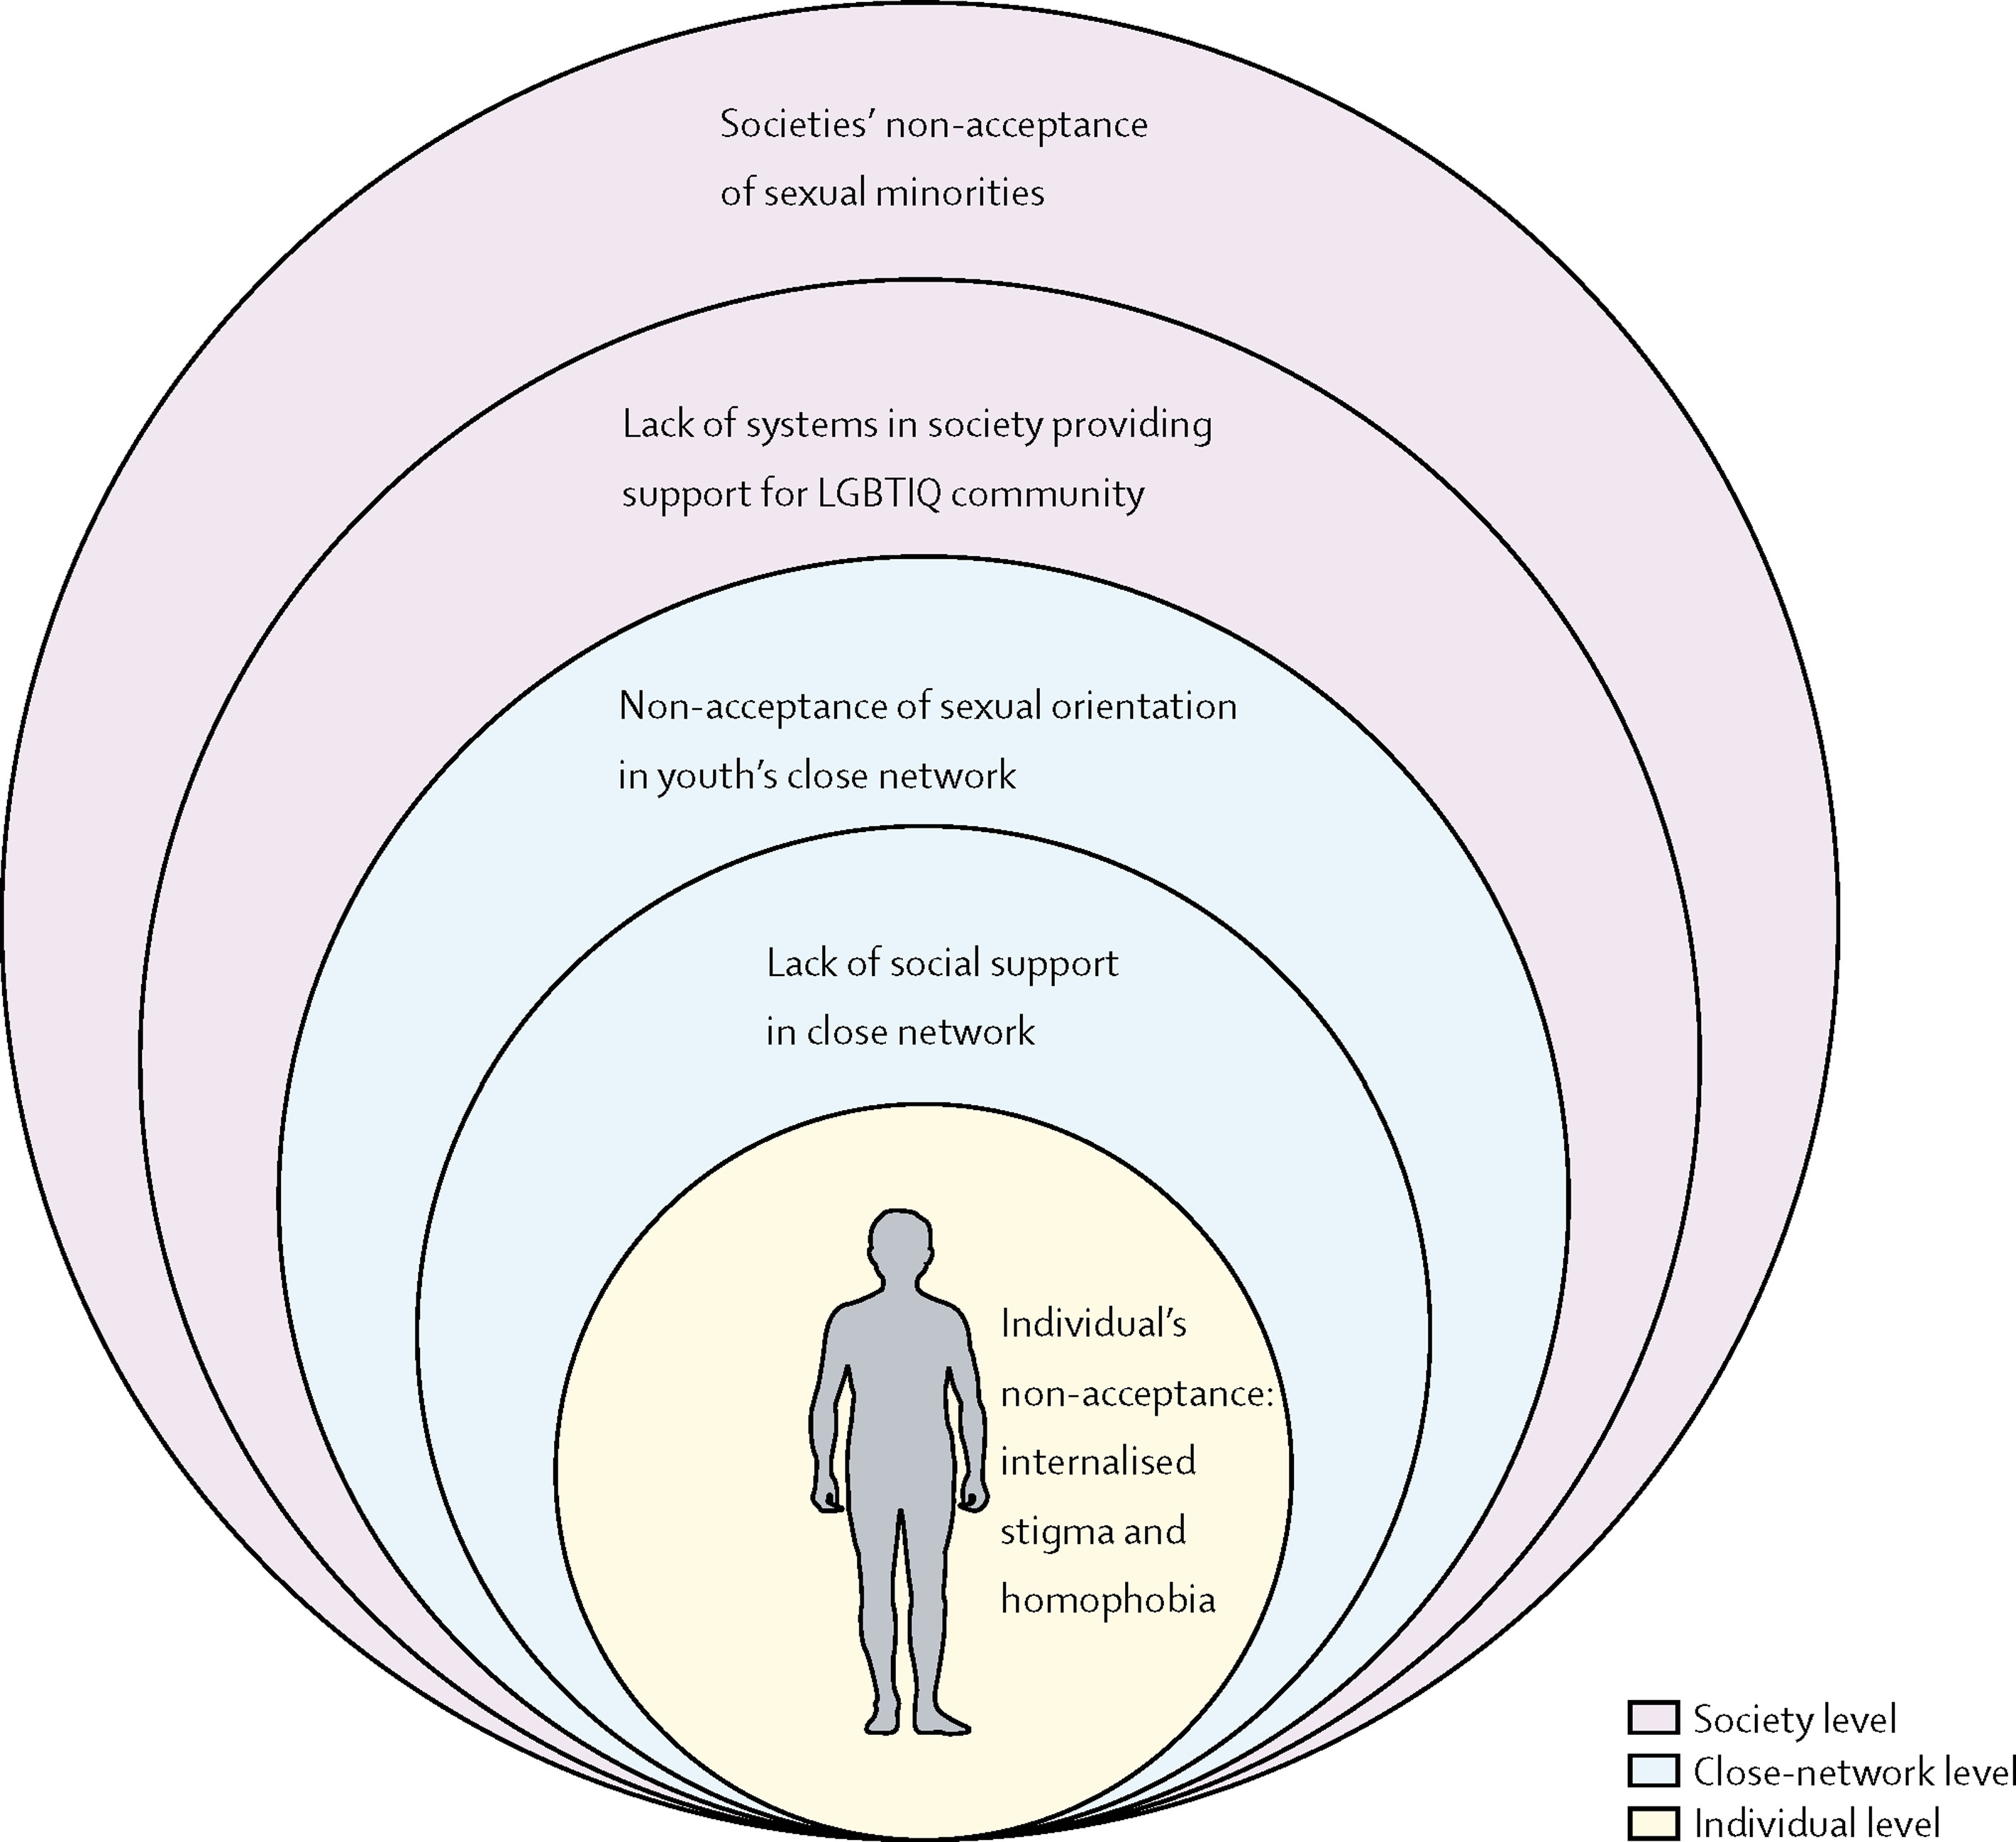 Societies’ non-acceptance
of sexual minorities
Lack of systems in society providing
support for LGBTIQ community
Non-acceptance of sexual orientation
in youth’s close network
Lack of social support
in close network
Individual’s
non-acceptance:
internalised
stigma and
homophobia
Society level
Close-network level
Individual level